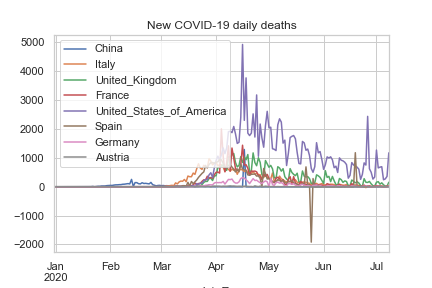 New COVID-19 daily deaths
5000
4000
3000
2000
1000
0
−1000
−2000
China
Italy
United_Kingdom
France
United_States_of_America
Spain
Germany
Austria
Jan Feb Mar Apr May Jun Jul
2020